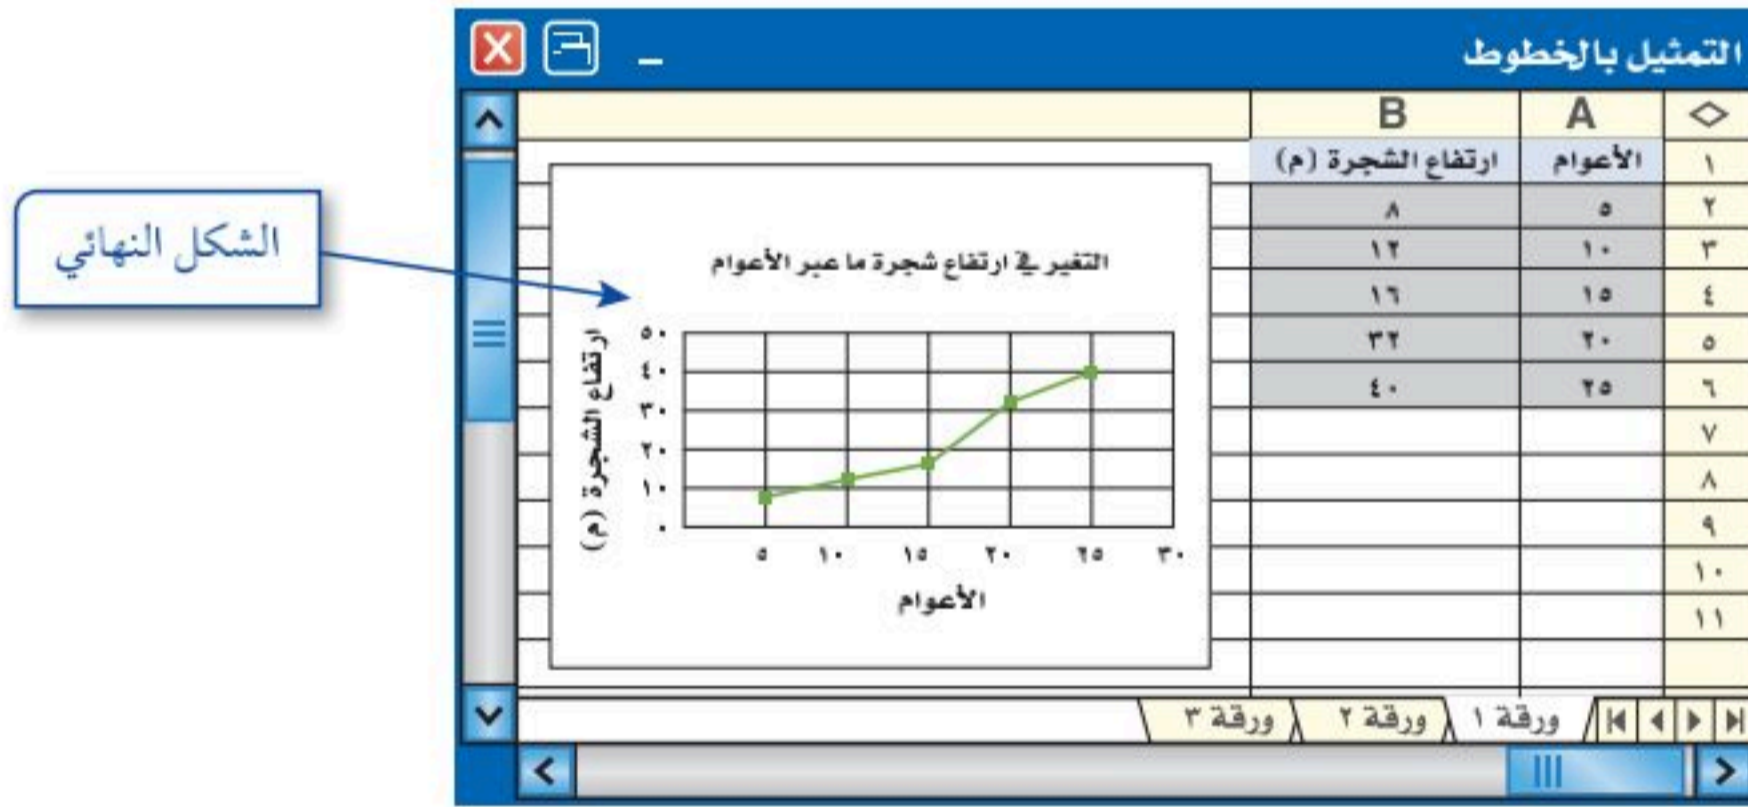 التمثيل بالخطوط
◇ A B
١ الأعوام ارتفاع الشجرة (م)
٢ ٥ ٨
٣ ١٠ ١٢
٤ ١٥ ١٦
٥ ٢٠ ٣٢
٦ ٢٥ ٤٠
٧
٨
٩
١٠
١١
التغير في ارتفاع شجرة ما عبر الأعوام
ارتفاع الشجرة (م)
٥٠
٤٠
٣٠
٢٠
١٠
٠
٥ ١٠ ١٥ ٢٠ ٢٥ ٣٠
الأعوام
الشكل النهائي
ورقة ١ ورقة ٢ ورقة ٣